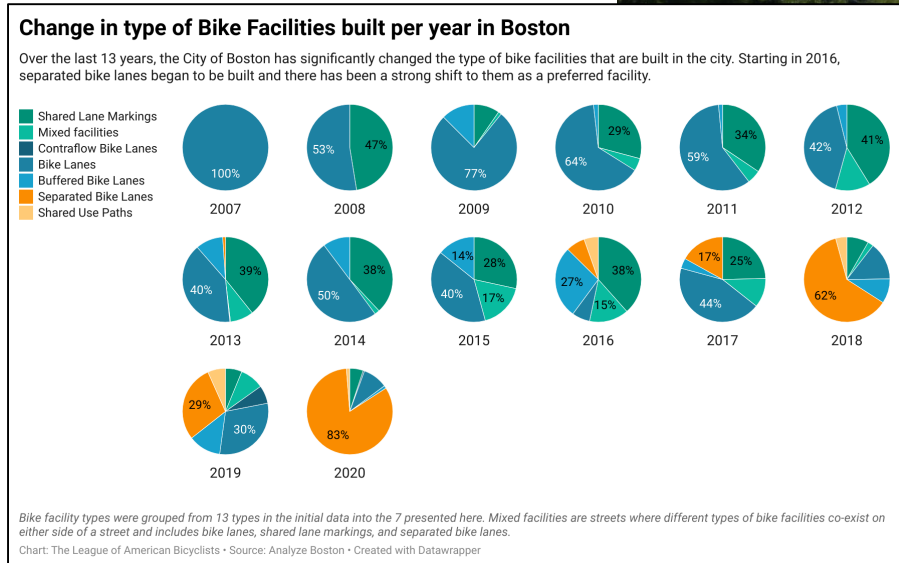 Change in type of Bike Facilities built per year in Boston
Over the last 13 years, the City of Boston has significantly changed the type of bike facilities that are built in the city. Starting in 2016,
separated bike lanes began to be built and there has been a strong shift to them as a preferred facility.
Shared Lane Markings
Mixed facilities
Contraflow Bike Lanes
Bike Lanes
Buffered Bike Lanes
Separated Bike Lanes
Shared Use Paths
100%
2007
53% 47%
2008
77%
2009
29%
64%
2010
34%
59%
2011
41%
42%
2012
39%
40%
2013
38%
50%
2014
14% 28%
40% 17%
2015
38%
27%
15%
2016
17% 25%
44%
2017
62%
2018
29%
30%
2019
83%
2020
Bike facility types were grouped from 13 types in the initial data into the 7 presented here. Mixed facilities are streets where different types of bike facilities co-exist on
either side of a street and includes bike lanes, shared lane markings, and separated bike lanes.
Chart: The League of American Bicyclists • Source: Analyze Boston • Created with Datawrapper